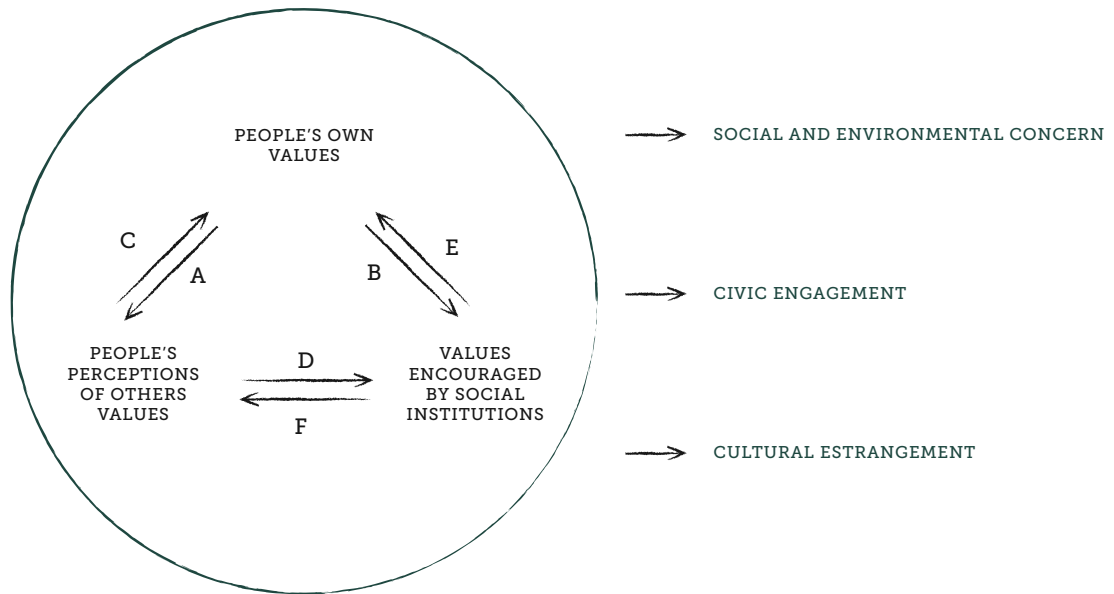 PEOPLE'S OWN
VALUES
SOCIAL AND ENVIRONMENTAL CONCERN
C
A
B
E
CIVIC ENGAGEMENT
PEOPLE'S
PERCEPTIONS
OF OTHERS
VALUES
D
F
VALUES
ENCOURAGED
BY SOCIAL
INSTITUTIONS
CULTURAL ESTRANGEMENT